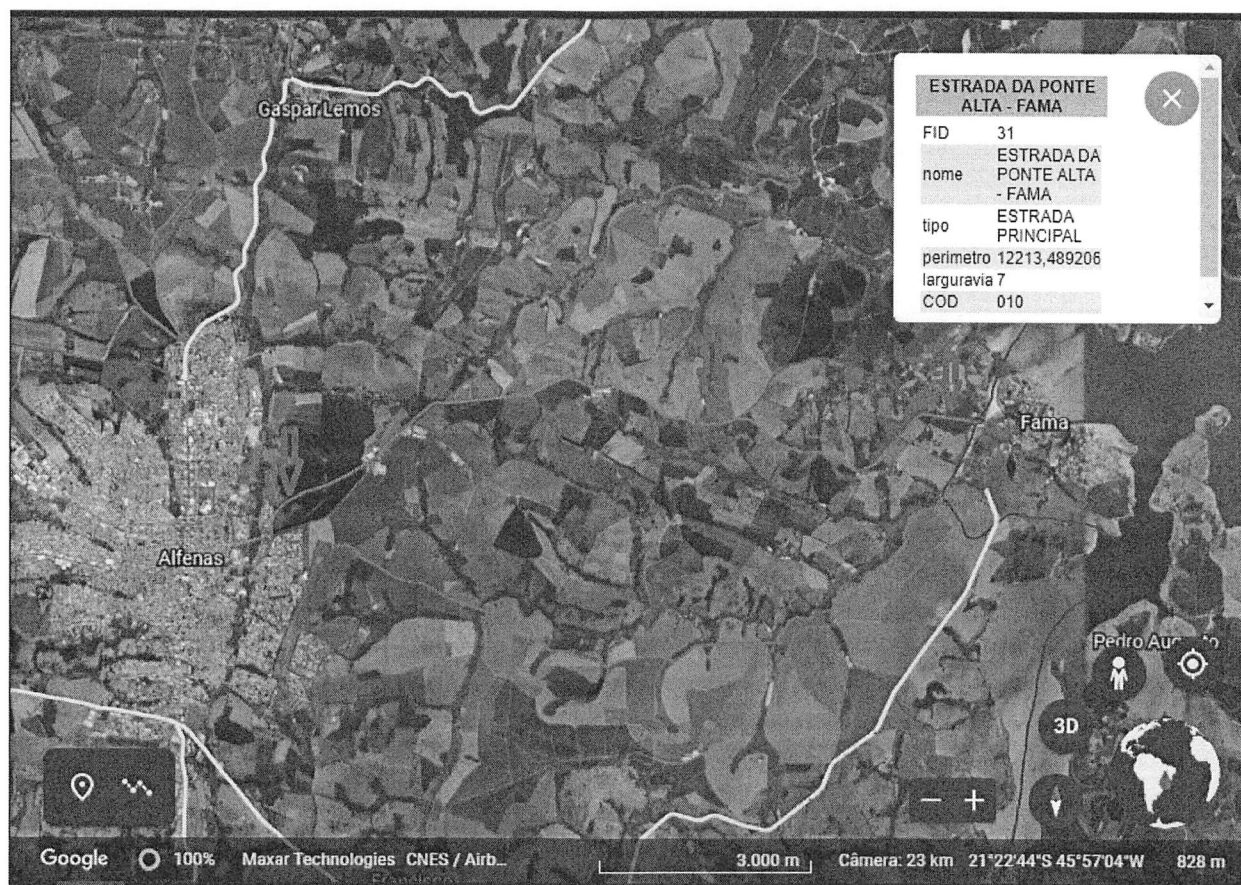 ESTRADA DA PONTE
ALTA - FAMA
FID 31
nome ESTRADA DA
PONTE ALTA
- FAMA
tipo ESTRADA
PRINCIPAL
perimetro 12213,489206
larguravia 7
COD 010
Gaspar Lemos
Fama
Alfenas
Pedro Augusto
3D
Google 100% Maxar Technologies CNES / Airb... 3.000 m Câmera: 23 km 21°22'44"S 45°57'04"W 828 m